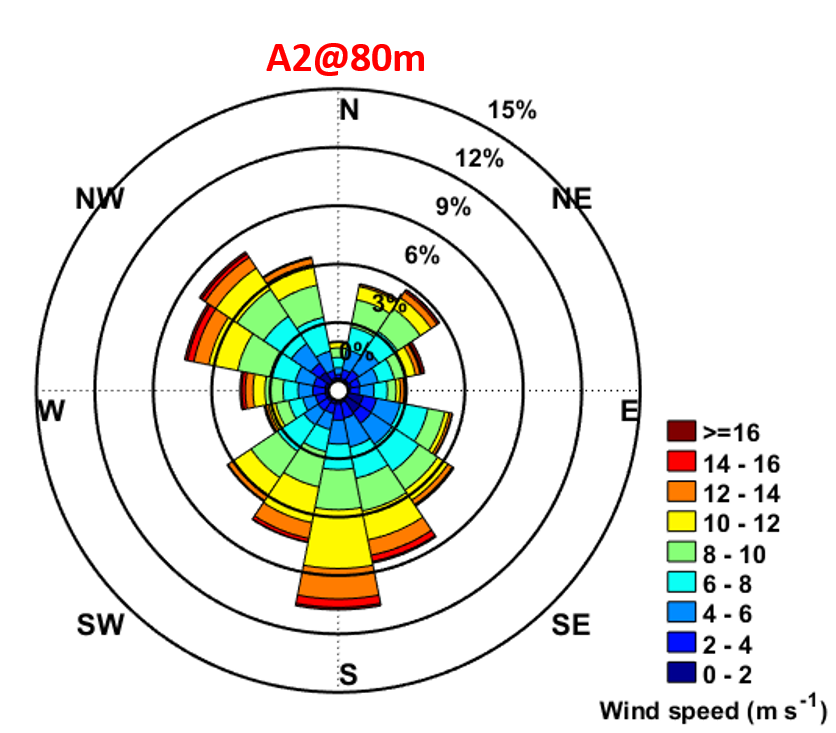 A2@80m
N
15%
12%
NW
NE
9%
6%
3%
0%
W
E
>=16
14 - 16
12 - 14
10 - 12
8 - 10
6 - 8
4 - 6
2 - 4
0 - 2
SW
SE
S
Wind speed (m s-1)